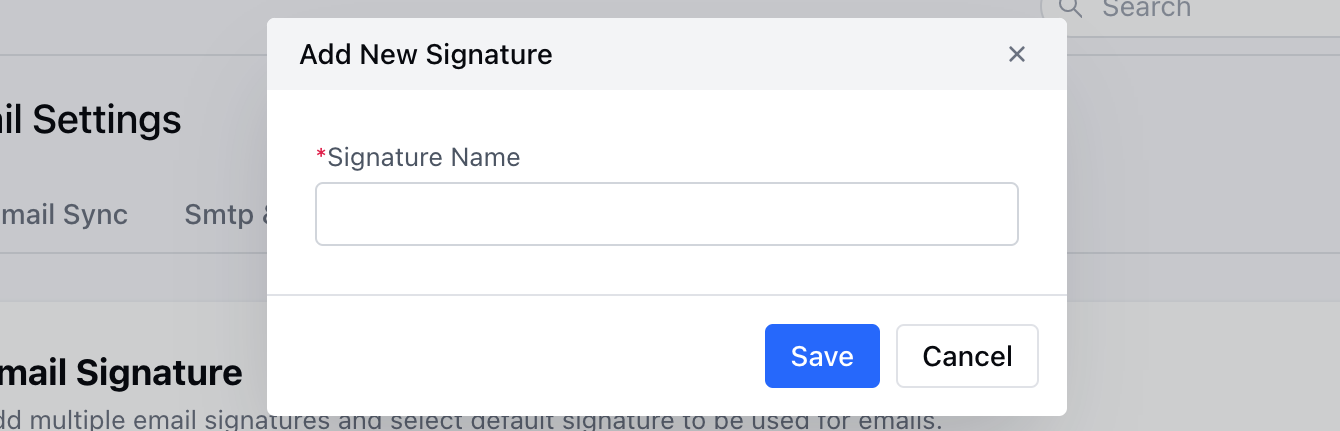 Search
Add New Signature
il Settings
*Signature Name
mail Sync
Smtp &
Save
Cancel
mail Signature
dd multiple email signatures and select default signature to be used for emails.